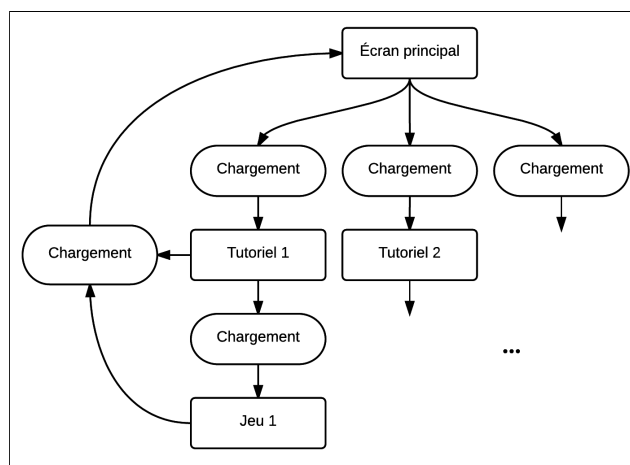 Écran principal
Chargement
Chargement
Chargement
Chargement
Tutoriel 1
Tutoriel 2
Chargement
...
Jeu 1